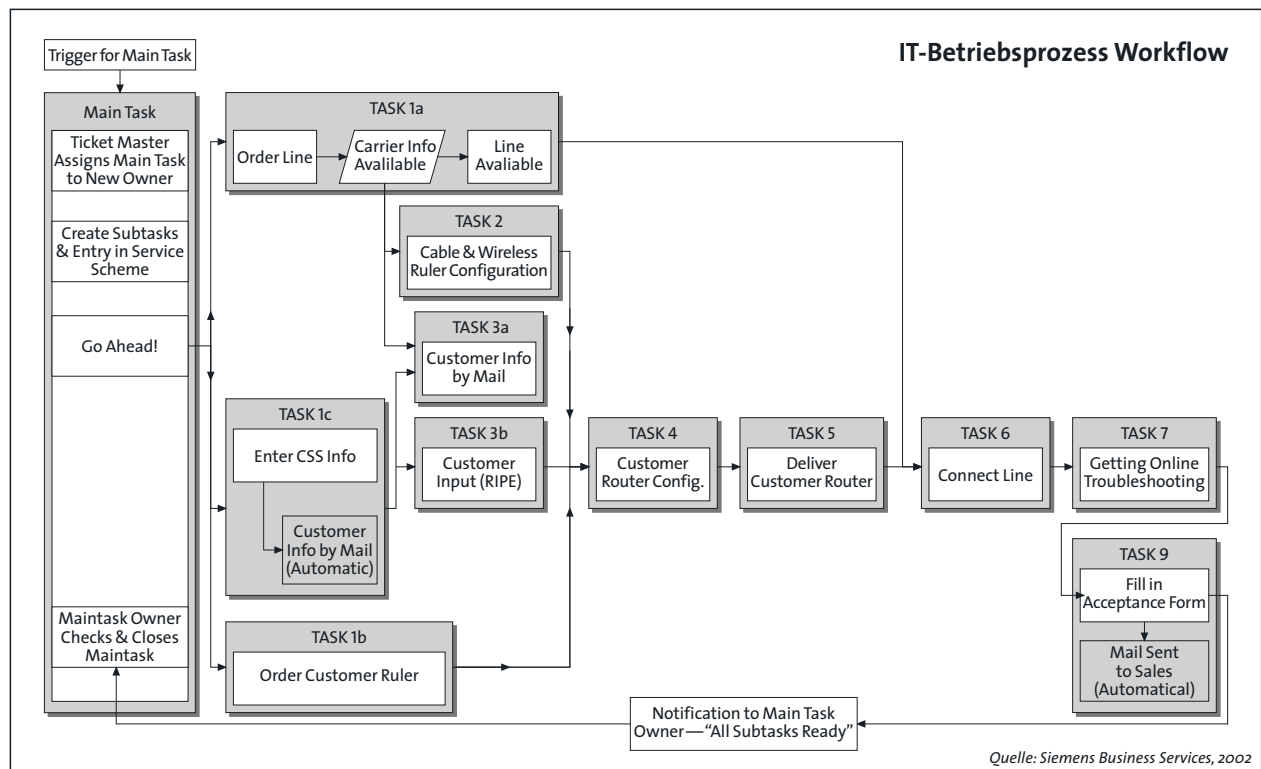 IT-Betriebsprozess Workflow
Trigger for Main Task
Main Task
Ticket Master
Assigns Main Task
to New Owner
Create Subtasks
& Entry in Service
Scheme
Go Ahead!
Maintask Owner
Checks & Closes
Maintask
TASK 1a
Order Line
Carrier Info
Availilable
Line
Avaliable
TASK 2
Cable & Wireless
Ruler Configuration
TASK 3a
Customer Info
by Mail
TASK 1c
Enter CSS Info
Customer
Info by Mail
(Automatic)
TASK 3b
Customer
Input (RIPE)
TASK 4
Customer
Router Config.
TASK 5
Deliver
Customer Router
TASK 6
Connect Line
TASK 7
Getting Online
Troubleshooting
TASK 9
Fill in
Acceptance Form
Mail Sent
to Sales
(Automatical)
TASK 1b
Order Customer Ruler
Notification to Main Task
Owner—“All Subtasks Ready”
Quelle: Siemens Business Services, 2002